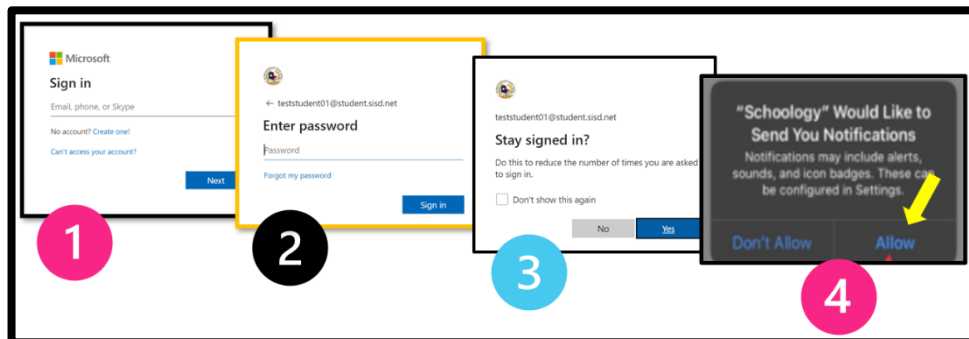 Microsoft
Sign in
Email, phone, or Skype
No account? Create one!
Can't access your account?
Next
1
← teststudent01@student.sisd.net
Enter password
Password
Forgot my password
Sign in
2
teststudent01@student.sisd.net
Stay signed in?
Do this to reduce the number of times you are asked
to sign in.
Don't show this again
No
Yes
3
"Schoology" Would Like to
Send You Notifications
Notifications may include alerts,
sounds, and icon badges. These can
be configured in Settings.
Don't Allow
Allow
4